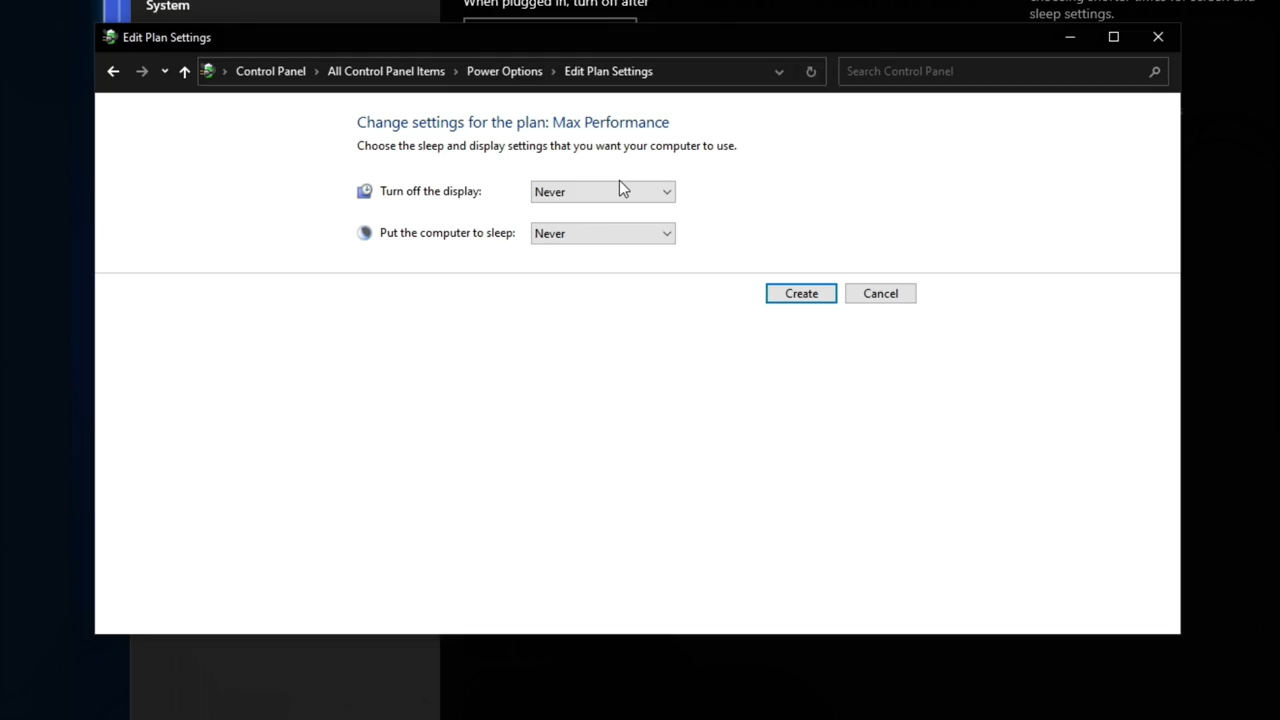 System
When plugged in, turn off after
sleep settings.
Edit Plan Settings
Control Panel > All Control Panel Items > Power Options > Edit Plan Settings
Search Control Panel
Change settings for the plan: Max Performance
Choose the sleep and display settings that you want your computer to use.
Turn off the display: Never
Put the computer to sleep: Never
Create Cancel